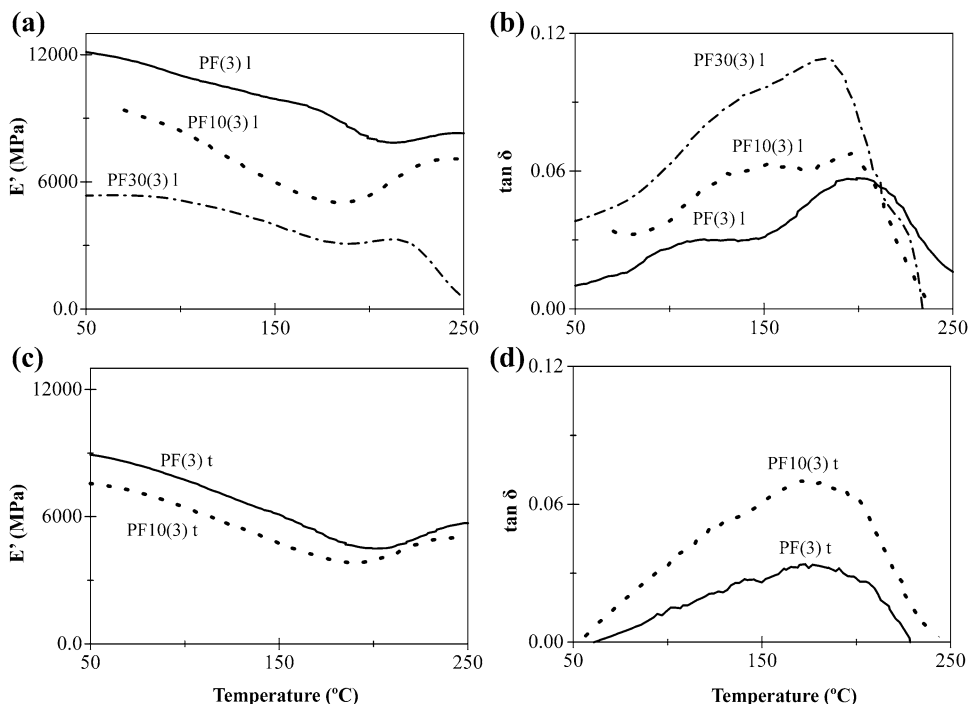 (a)
12000
6000
0.0
E' (MPa)
PF(3) l
PF10(3) l
PF30(3) l
50
150
250
(b)
0.12
0.06
0.00
tan δ
PF30(3) l
PF10(3) l
PF(3) l
50
150
250
(c)
12000
6000
0.0
E' (MPa)
PF(3) t
PF10(3) t
50
150
250
Temperature (ºC)
(d)
0.12
0.06
0.00
tan δ
PF10(3) t
PF(3) t
50
150
250
Temperature (ºC)